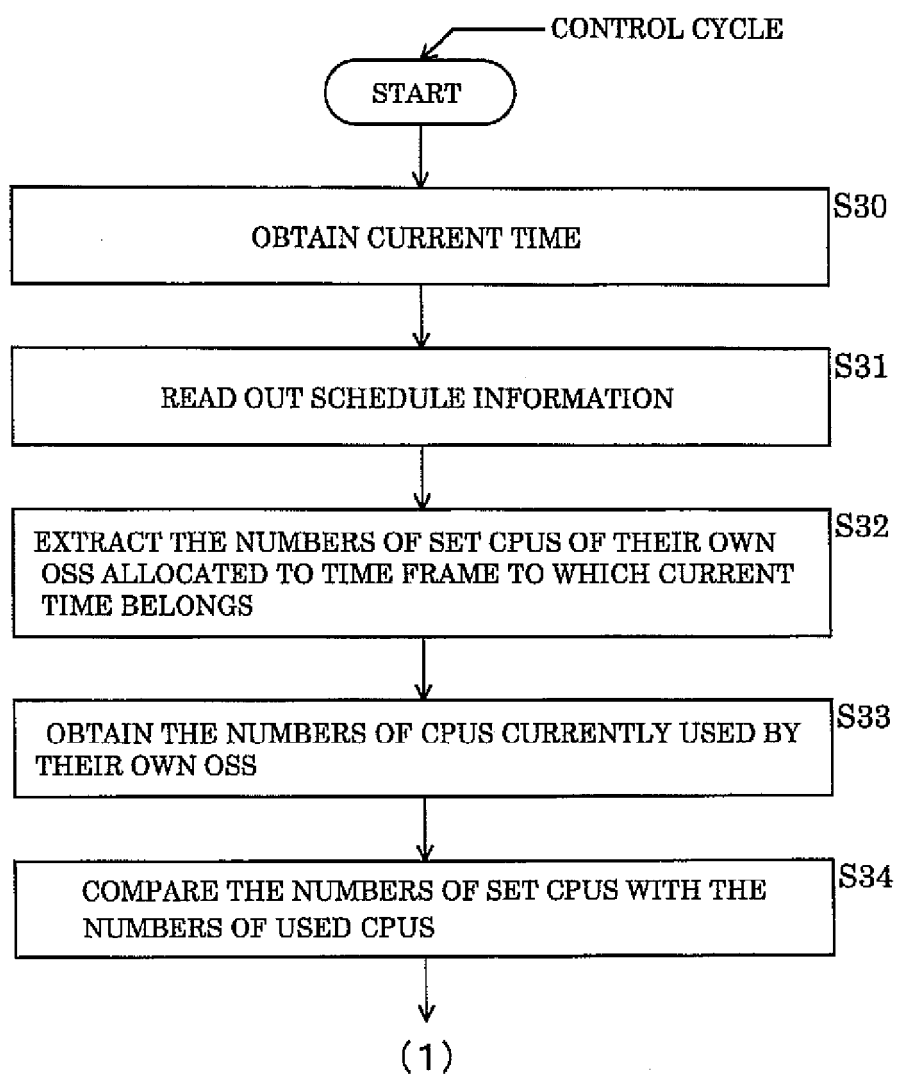 CONTROL CYCLE
START
S30
OBTAIN CURRENT TIME
S31
READ OUT SCHEDULE INFORMATION
S32
EXTRACT THE NUMBERS OF SET CPUS OF THEIR OWN
OSS ALLOCATED TO TIME FRAME TO WHICH CURRENT
TIME BELONGS
S33
OBTAIN THE NUMBERS OF CPUS CURRENTLY USED BY
THEIR OWN OSS
S34
COMPARE THE NUMBERS OF SET CPUS WITH THE
NUMBERS OF USED CPUS
(1)